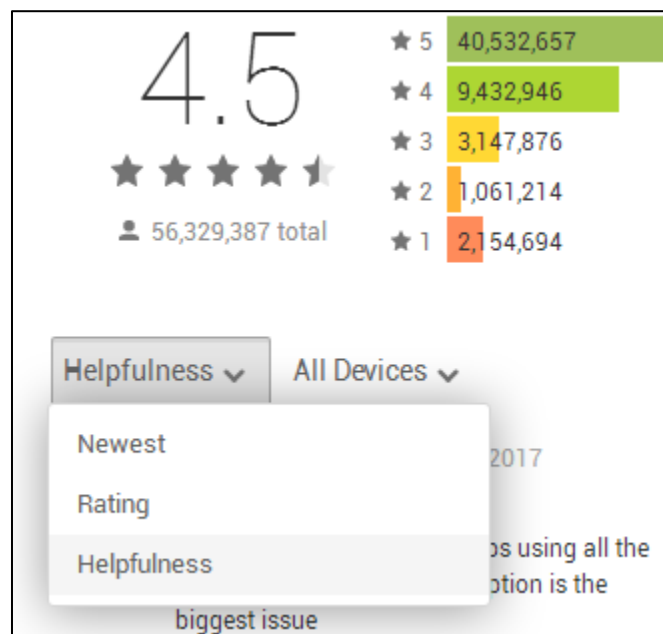 4.5
5 40,532,657
4 9,432,946
3 3,147,876
2 1,061,214
1 2,154,694
56,329,387 total
Helpfulness
All Devices
Newest
Rating
Helpfulness
2017
using all the
is the
biggest issue